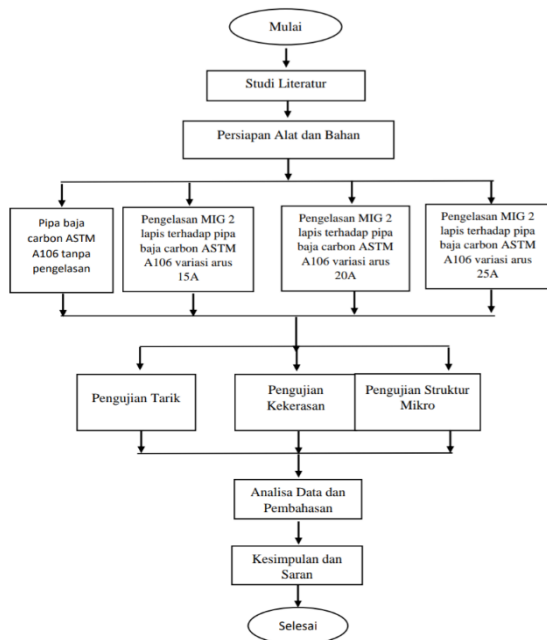 Mulai
Studi Literatur
Persiapan Alat dan Bahan
Pipa baja
carbon ASTM
A106 tanpa
pengelasan
Pengelasan MIG 2
lapis terhadap pipa
baja carbon ASTM
A106 variasi arus
15A
Pengelasan MIG 2
lapis terhadap pipa
baja carbon ASTM
A106 variasi arus
20A
Pengelasan MIG 2
lapis terhadap pipa
baja carbon ASTM
A106 variasi arus
25A
Pengujian Tarik
Pengujian
Kekerasan
Pengujian Struktur
Mikro
Analisa Data dan
Pembahasan
Kesimpulan dan
Saran
Selesai